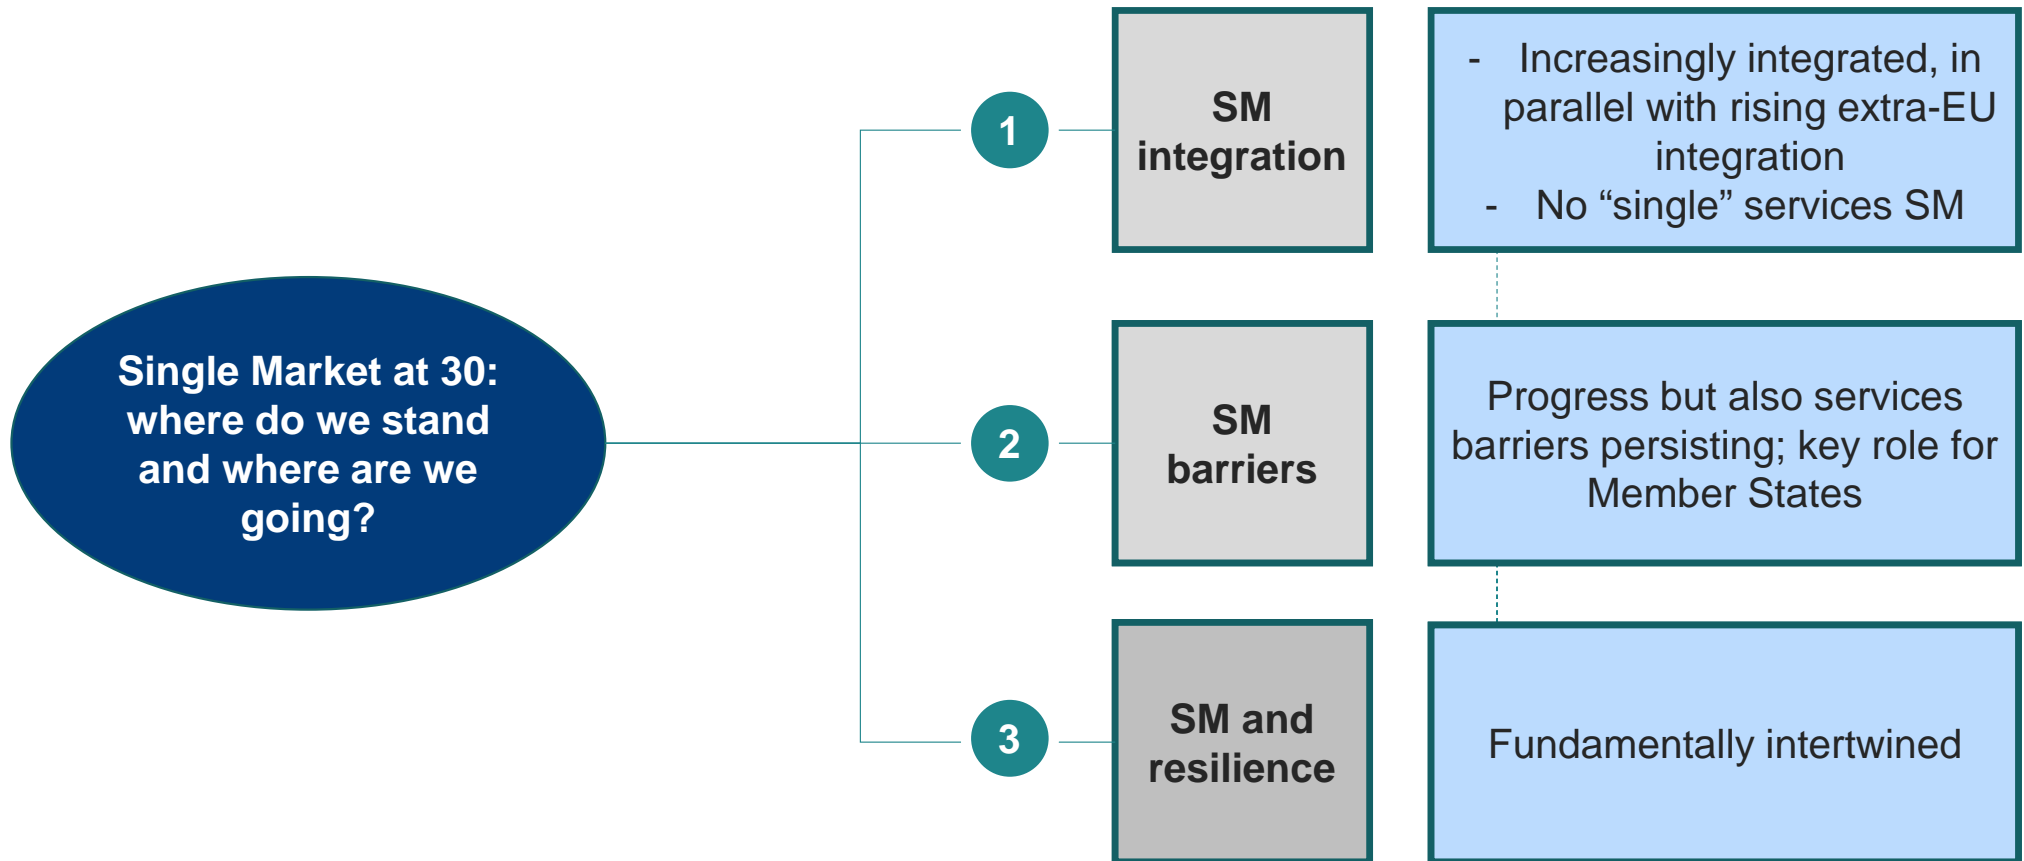 Single Market at 30:
where do we stand
and where are we
going?
1
SM
integration
- Increasingly integrated, in
parallel with rising extra-EU
integration
- No “single” services SM
2
SM
barriers
Progress but also services
barriers persisting; key role for
Member States
3
SM and
resilience
Fundamentally intertwined